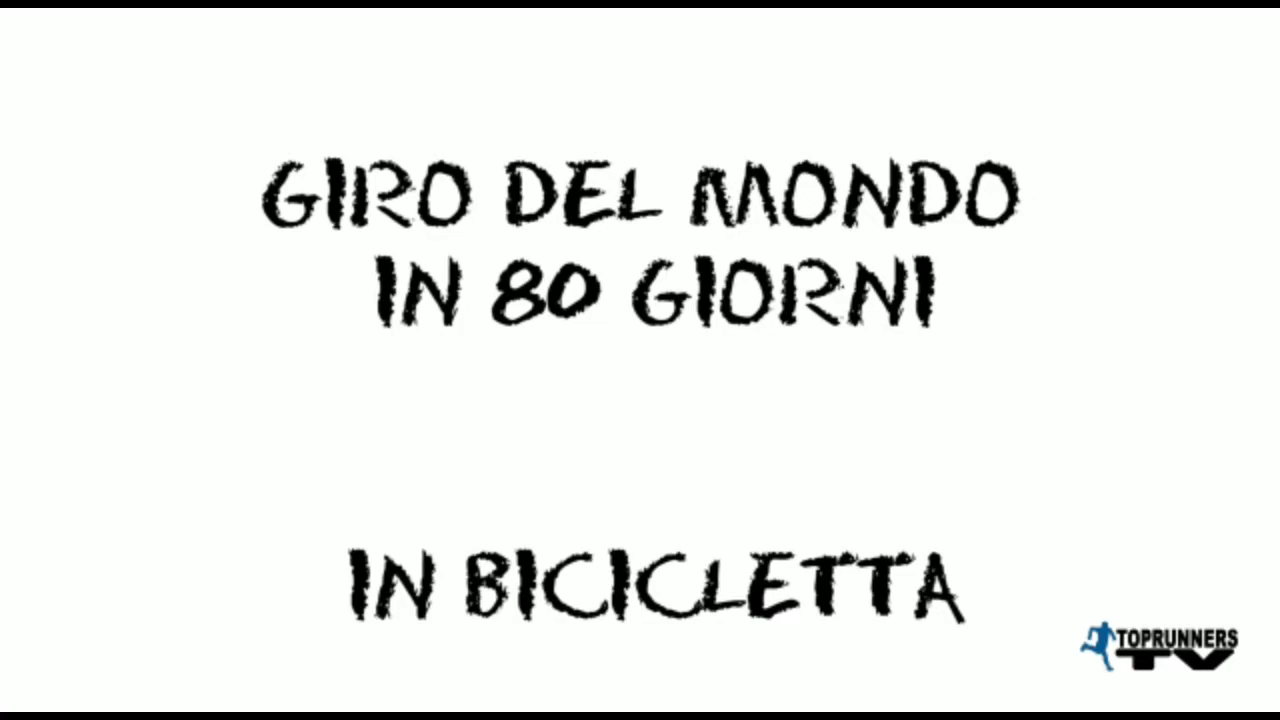 GIRO DEL MONDO
IN 80 GIORNI
IN BICICLETTA
TOPRUNNERS
TV